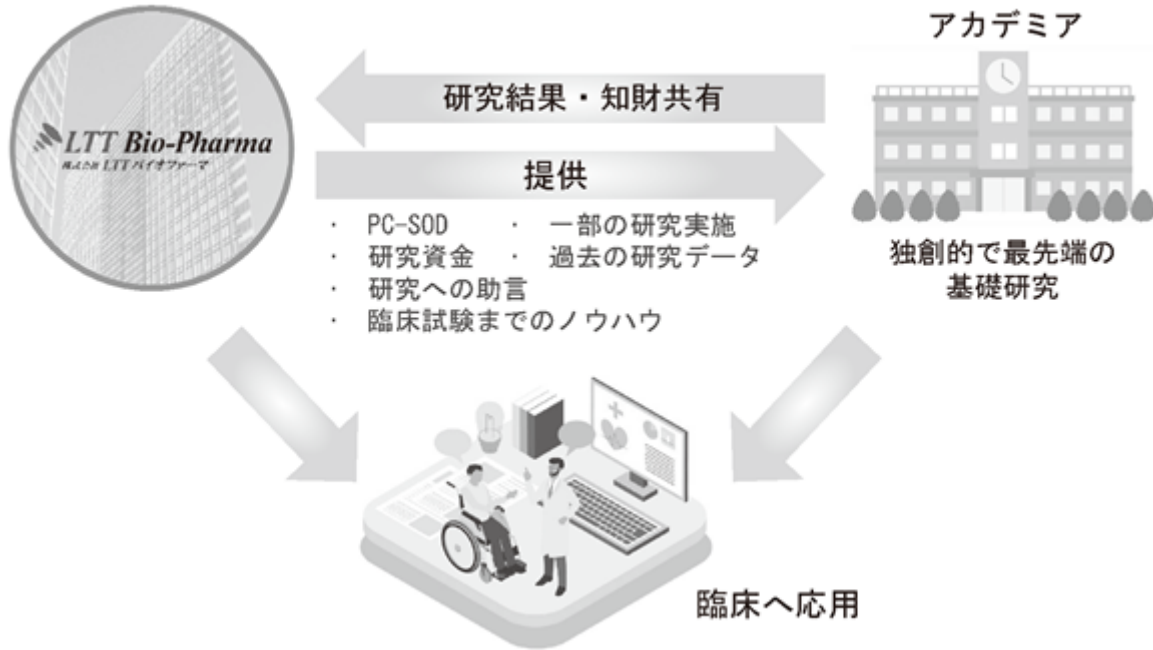 LTT Bio-Pharma
株式会社 LTT バイオファーマ
アカデミア
研究結果・知財共有
提供
・ PC-SOD ・ 一部の研究実施
・ 研究資金 ・ 過去の研究データ
・ 研究への助言
・ 臨床試験までのノウハウ
独創的で最先端の
基礎研究
臨床へ応用